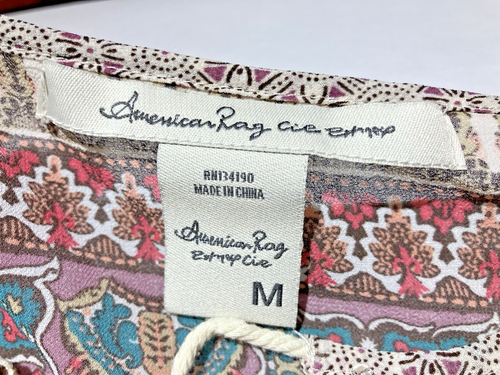 American Rag Cie
RN134190
MADE IN CHINA
American Rag
Cie
M